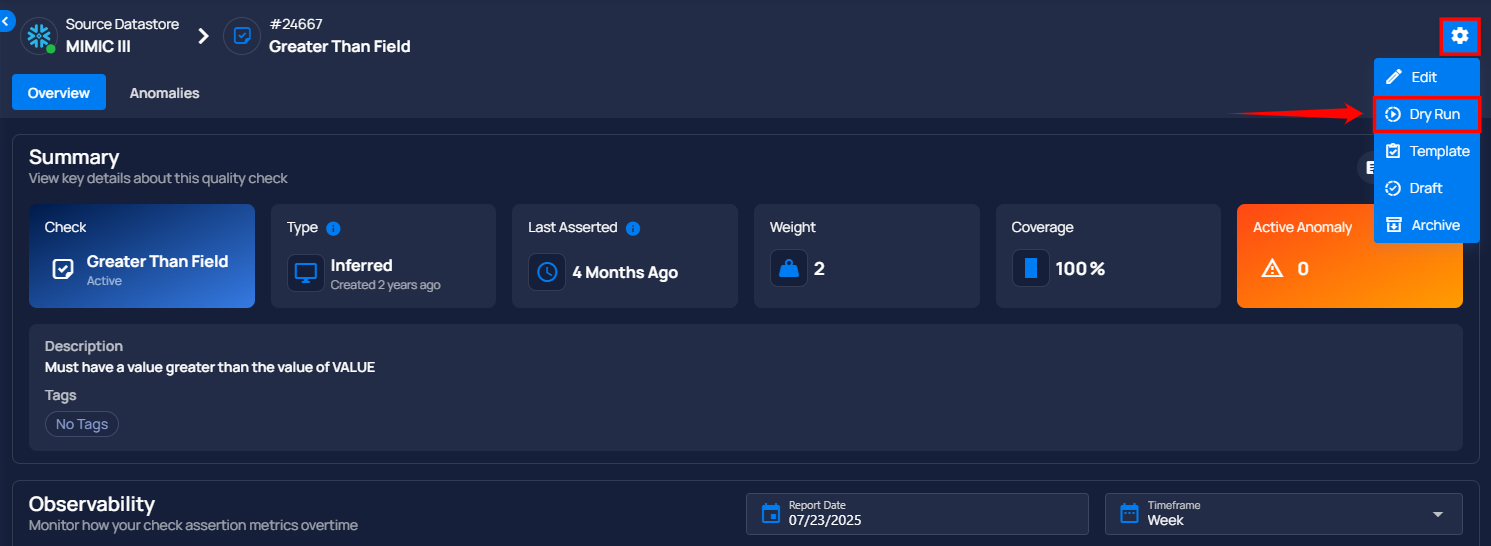 Source Datastore
MIMIC III
#24667
Greater Than Field
Overview
Anomalies
Edit
Dry Run
Template
Draft
Archive
Summary
View key details about this quality check
Check
Greater Than Field
Active
Type
Inferred
Created 2 years ago
Last Asserted
4 Months Ago
Weight
2
Coverage
100%
Active Anomaly
0
Description
Must have a value greater than the value of VALUE
Tags
No Tags
Observability
Monitor how your check assertion metrics overtime
Report Date
07/23/2025
Timeframe
Week